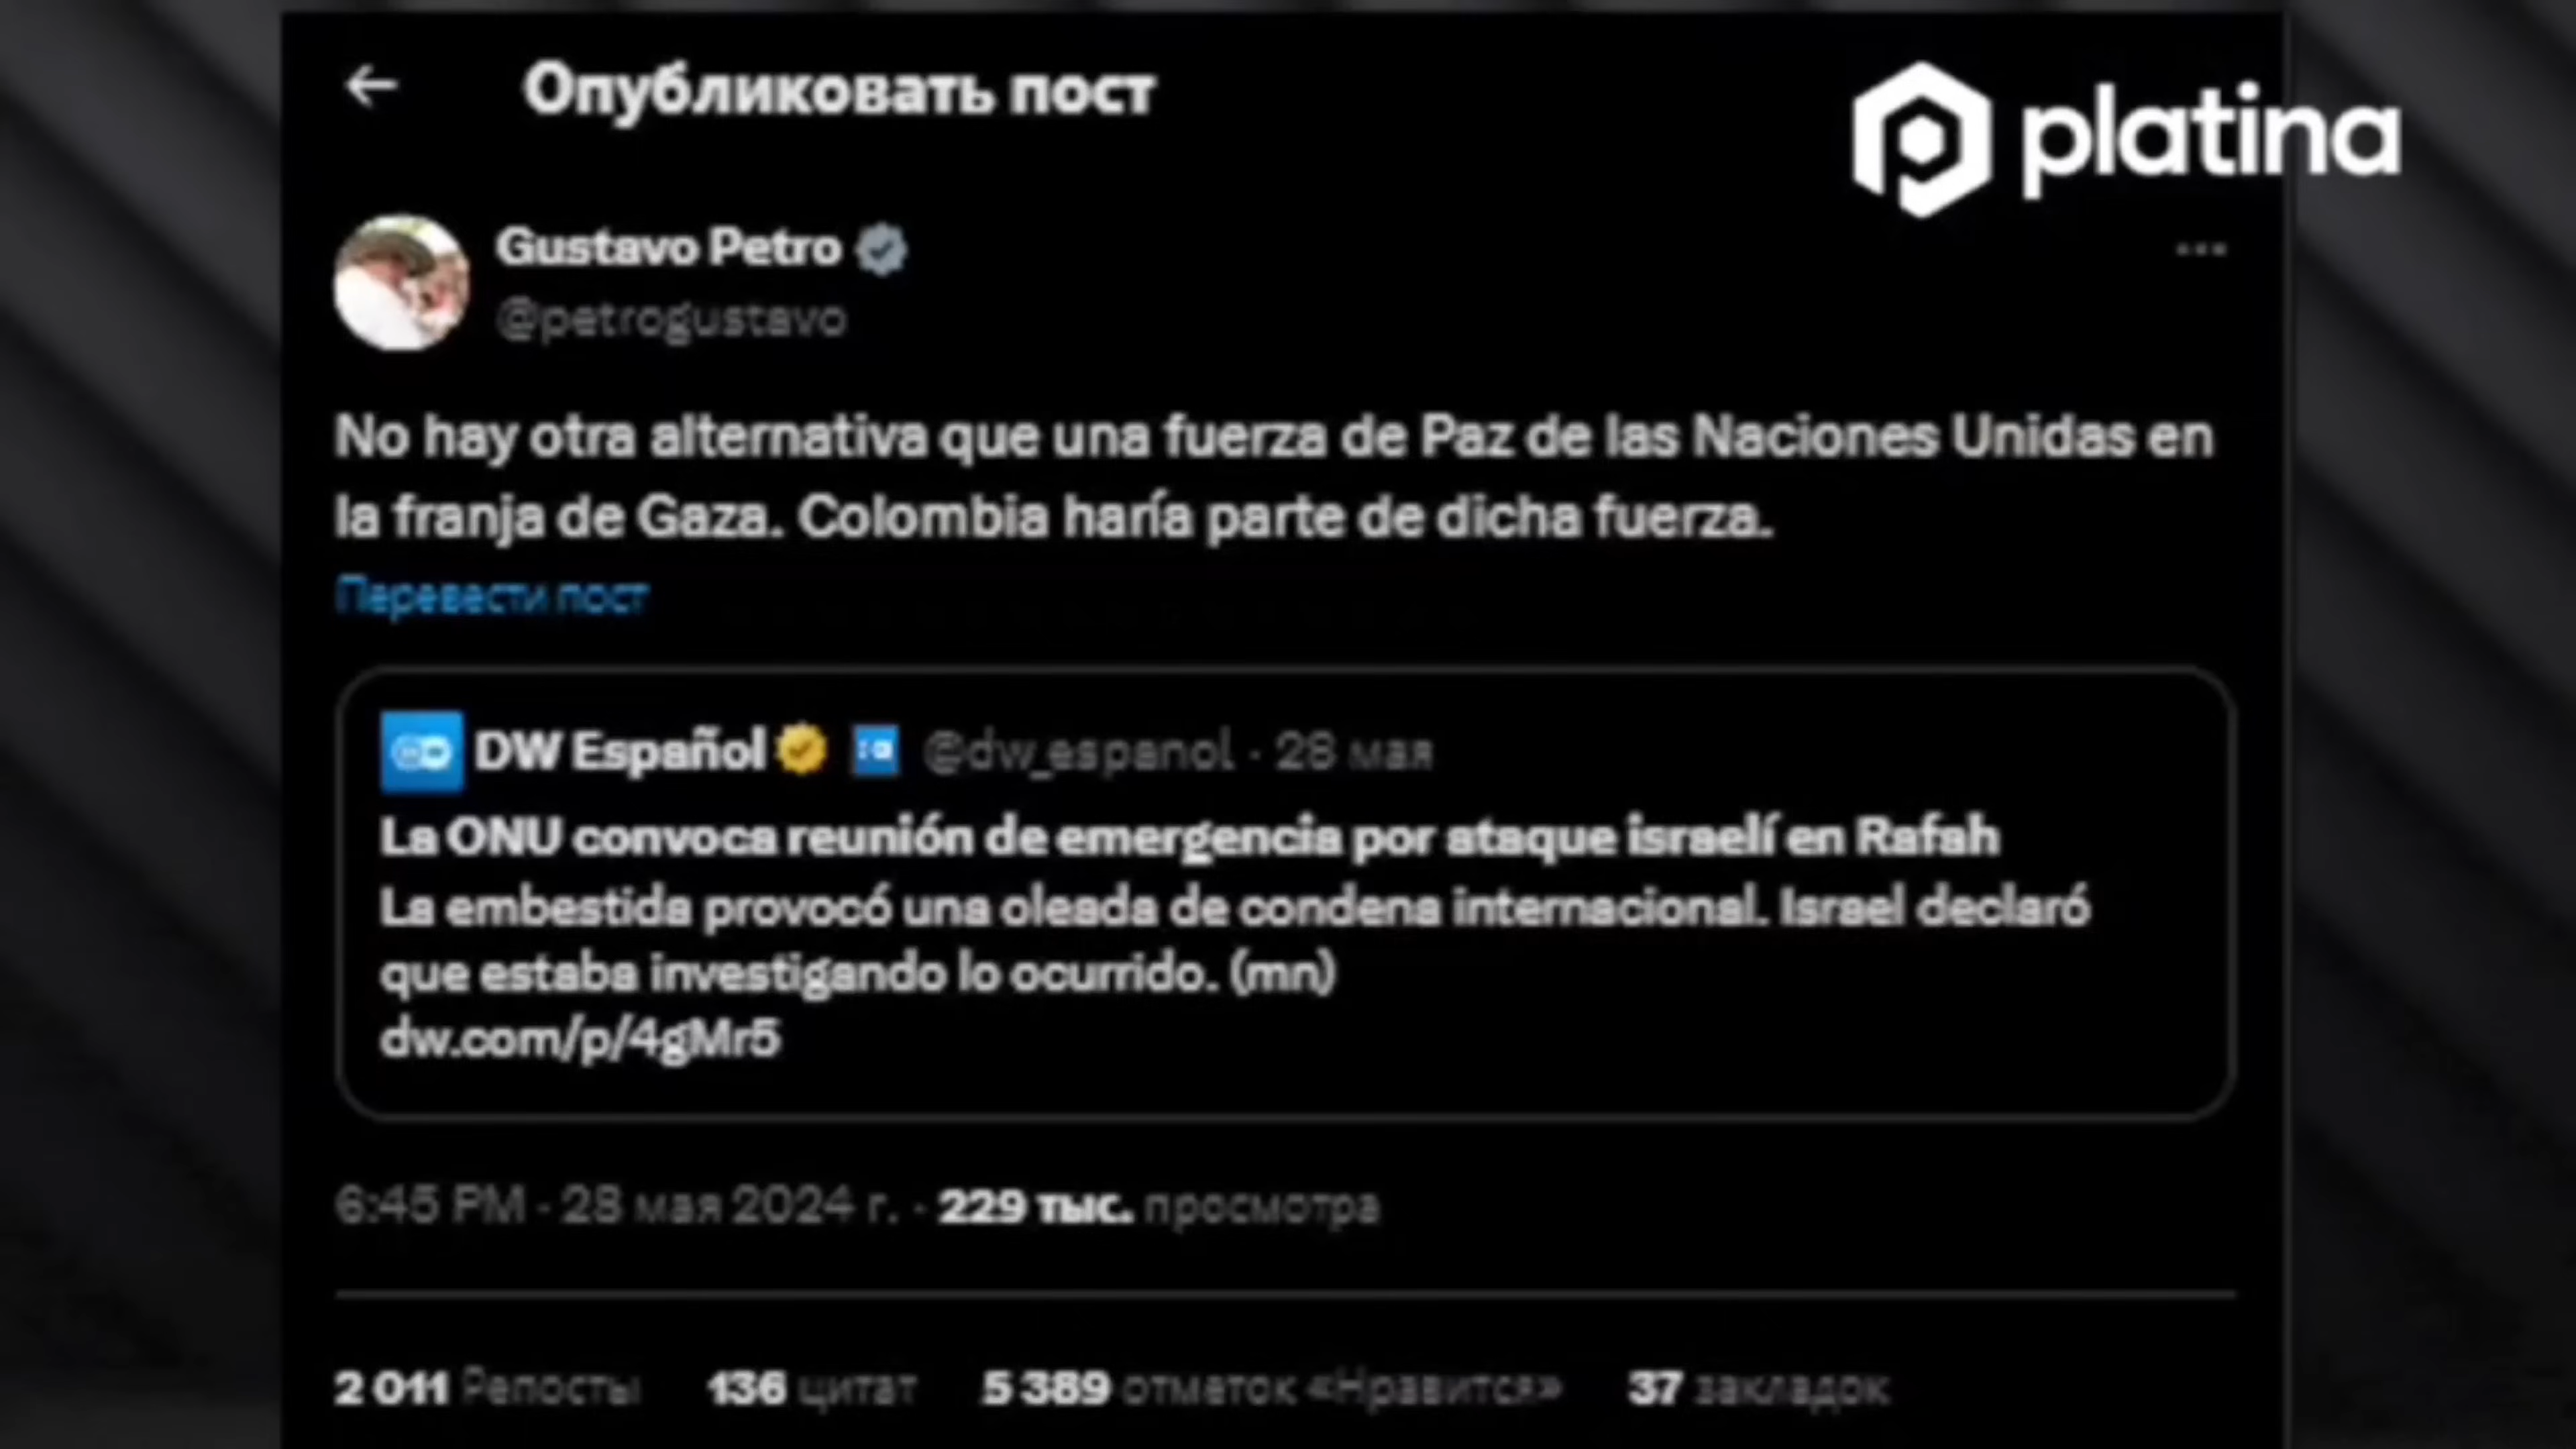 Опубликовать пост
platina
Gustavo Petro
@petrogustavo
No hay otra alternativa que una fuerza de Paz de las Naciones Unidas en
la franja de Gaza. Colombia haría parte de dicha fuerza.
Перевести пост
DW Español @dw_espanol · 28 мая
La ONU convoca reunión de emergencia por ataque israelí en Rafah
La embestida provocó una oleada de condena internacional. Israel declaró
que estaba investigando lo ocurrido. (mn)
dw.com/p/4gMr5
6:45 PM · 28 мая 2024 г. · 229 тыс. просмотра
2 011 Репосты 136 цитат 5 389 отметок «Нравится» 37 закладок